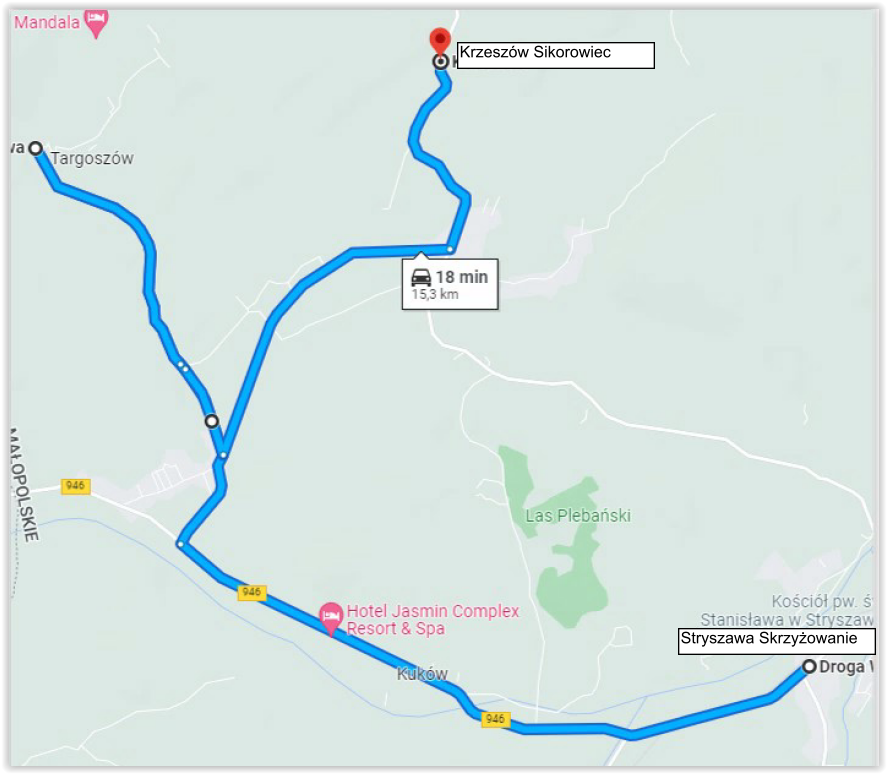 Mandala
Krzeszów Sikorowiec
Targoszów
18 min
15,3 km
MAŁOPOLSKIE
946
Las Plebański
946
Hotel Jasmin Complex
Resort & Spa
Kościół pw. ś
Stanisława w Stryszaw
Stryszawa Skrzyżowanie
Kuków
Droga
946